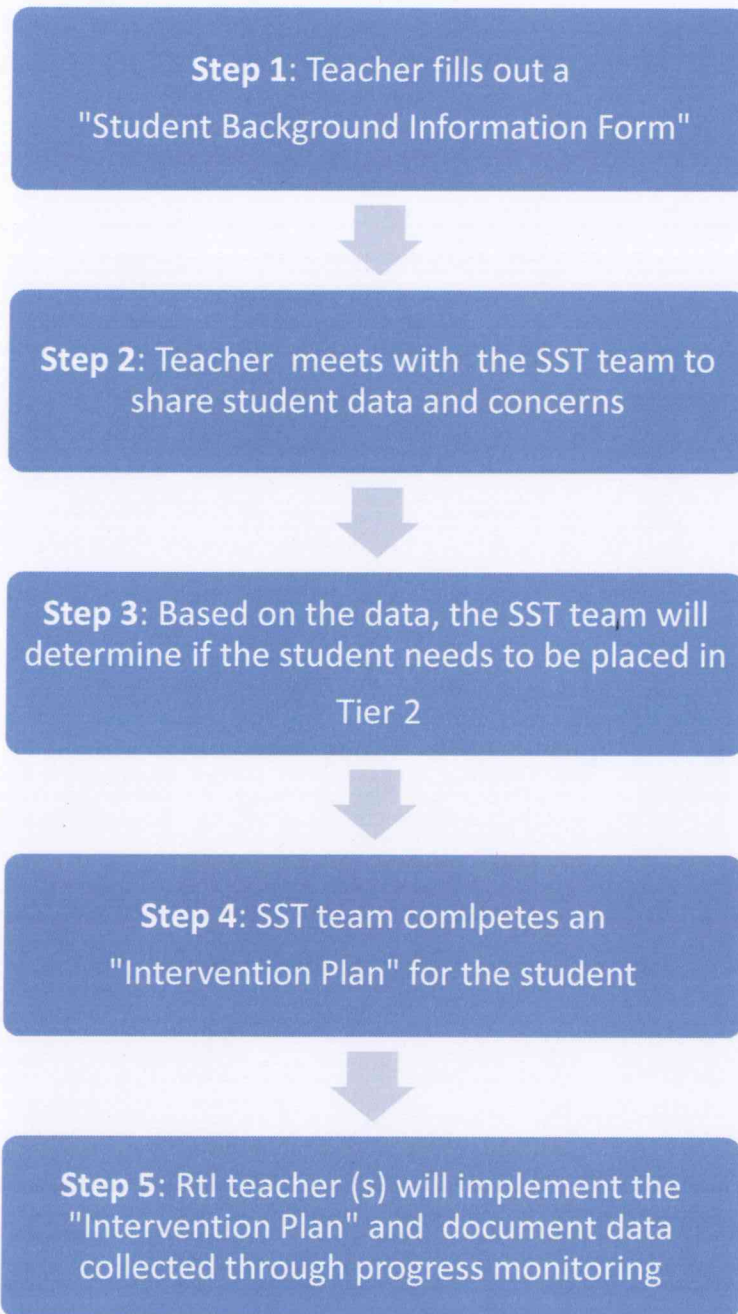 Step 1: Teacher fills out a
"Student Background Information Form"
Step 2: Teacher meets with the SST team to
share student data and concerns
Step 3: Based on the data, the SST team will
determine if the student needs to be placed in
Tier 2
Step 4: SST team comlpetes an
"Intervention Plan" for the student
Step 5: RtI teacher (s) will implement the
"Intervention Plan" and document data
collected through progress monitoring